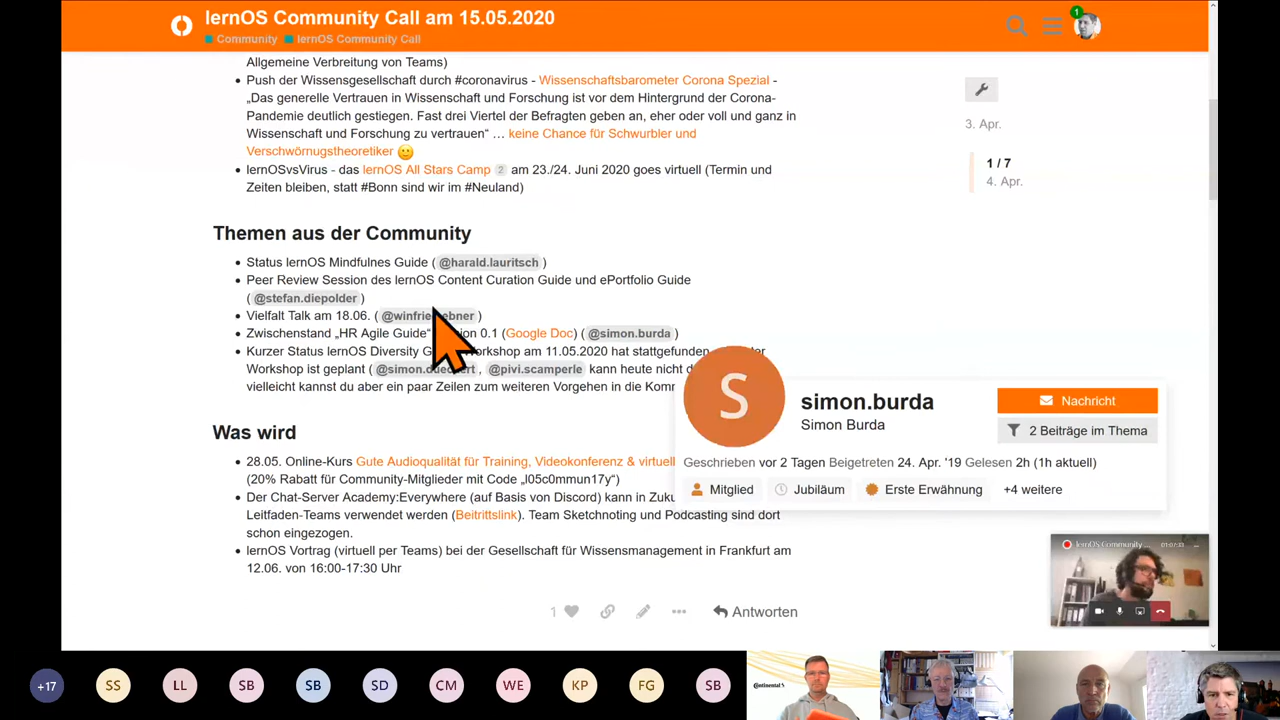 lernOS Community Call am 15.05.2020
Community lernOS Community Call
1
Allgemeine Verbreitung von Teams)
Push der Wissensgesellschaft durch #coronavirus - Wissenschaftsbarometer Corona Spezial -
„Das generelle Vertrauen in Wissenschaft und Forschung ist vor dem Hintergrund der Corona-
Pandemie deutlich gestiegen. Fast drei Viertel der Befragten geben an, eher oder voll und ganz in
Wissenschaft und Forschung zu vertrauen“ … keine Chance für Schwurbler und
Verschwörnugstheoretiker
lernOSvsVirus - das lernOS All Stars Camp 2 am 23./24. Juni 2020 goes virtuell (Termin und
Zeiten bleiben, statt #Bonn sind wir im #Neuland)
3. Apr.
1 / 7
4. Apr.
Themen aus der Community
Status lernOS Mindfulnes Guide ( @harald.lauritsch )
Peer Review Session des lernOS Content Curation Guide und ePortfolio Guide
( @stefan.diepolder )
Vielfalt Talk am 18.06. ( ebner )
Zwischenstand „HR Agile Guide“ 0.1 (Google Doc) ( @simon.burda )
Kurzer Status lernOS Diversity Workshop am 11.05.2020 hat stattgefunden
Workshop ist geplant ( , @pivi.scamperle kann heute nicht
vielleicht kannst du aber ein paar Zeilen zum weiteren Vorgehen in die
S
simon.burda
Simon Burda
Nachricht
2 Beiträge im Thema
Geschrieben vor 2 Tagen Beigetreten 24. Apr. '19 Gelesen 2h (1h aktuell)
Mitglied Jubiläum Erste Erwähnung +4 weitere
Was wird
28.05. Online-Kurs Gute Audioqualität für Training, Videokonferenz &
(20% Rabatt für Community-Mitglieder mit Code „l05c0mmun17y“)
Der Chat-Server Academy:Everywhere (auf Basis von Discord) kann in
Leitfaden-Teams verwendet werden (Beitrittslink). Team Sketchnoting und Podcasting sind dort
schon eingezogen.
lernOS Vortrag (virtuell per Teams) bei der Gesellschaft für Wissensmanagement in Frankfurt am
12.06. von 16:00-17:30 Uhr
1 Antworten
lernOS Community
+17 SS LL SB SB SD CM WE KP FG SB
Continental